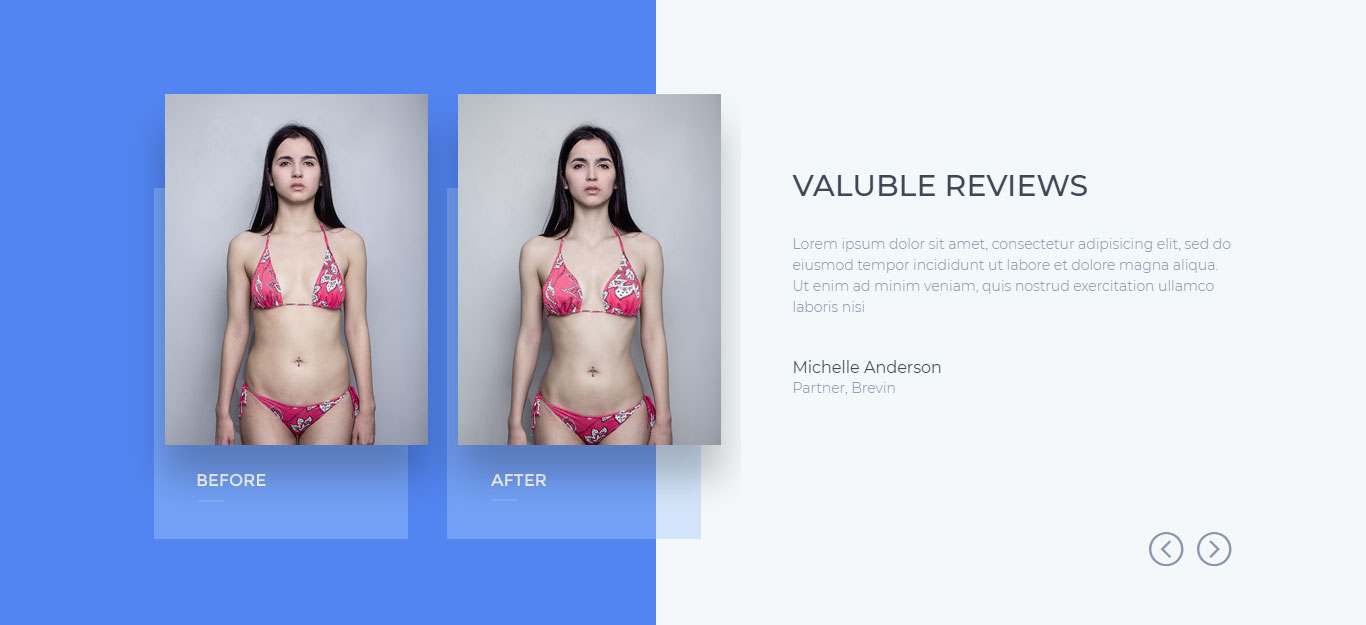 BEFORE
AFTER
VALUBLE REVIEWS
Lorem ipsum dolor sit amet, consectetur adipisicing elit, sed do
eiusmod tempor incididunt ut labore et dolore magna aliqua.
Ut enim ad minim veniam, quis nostrud exercitation ullamco
laboris nisi
Michelle Anderson
Partner, Brevin